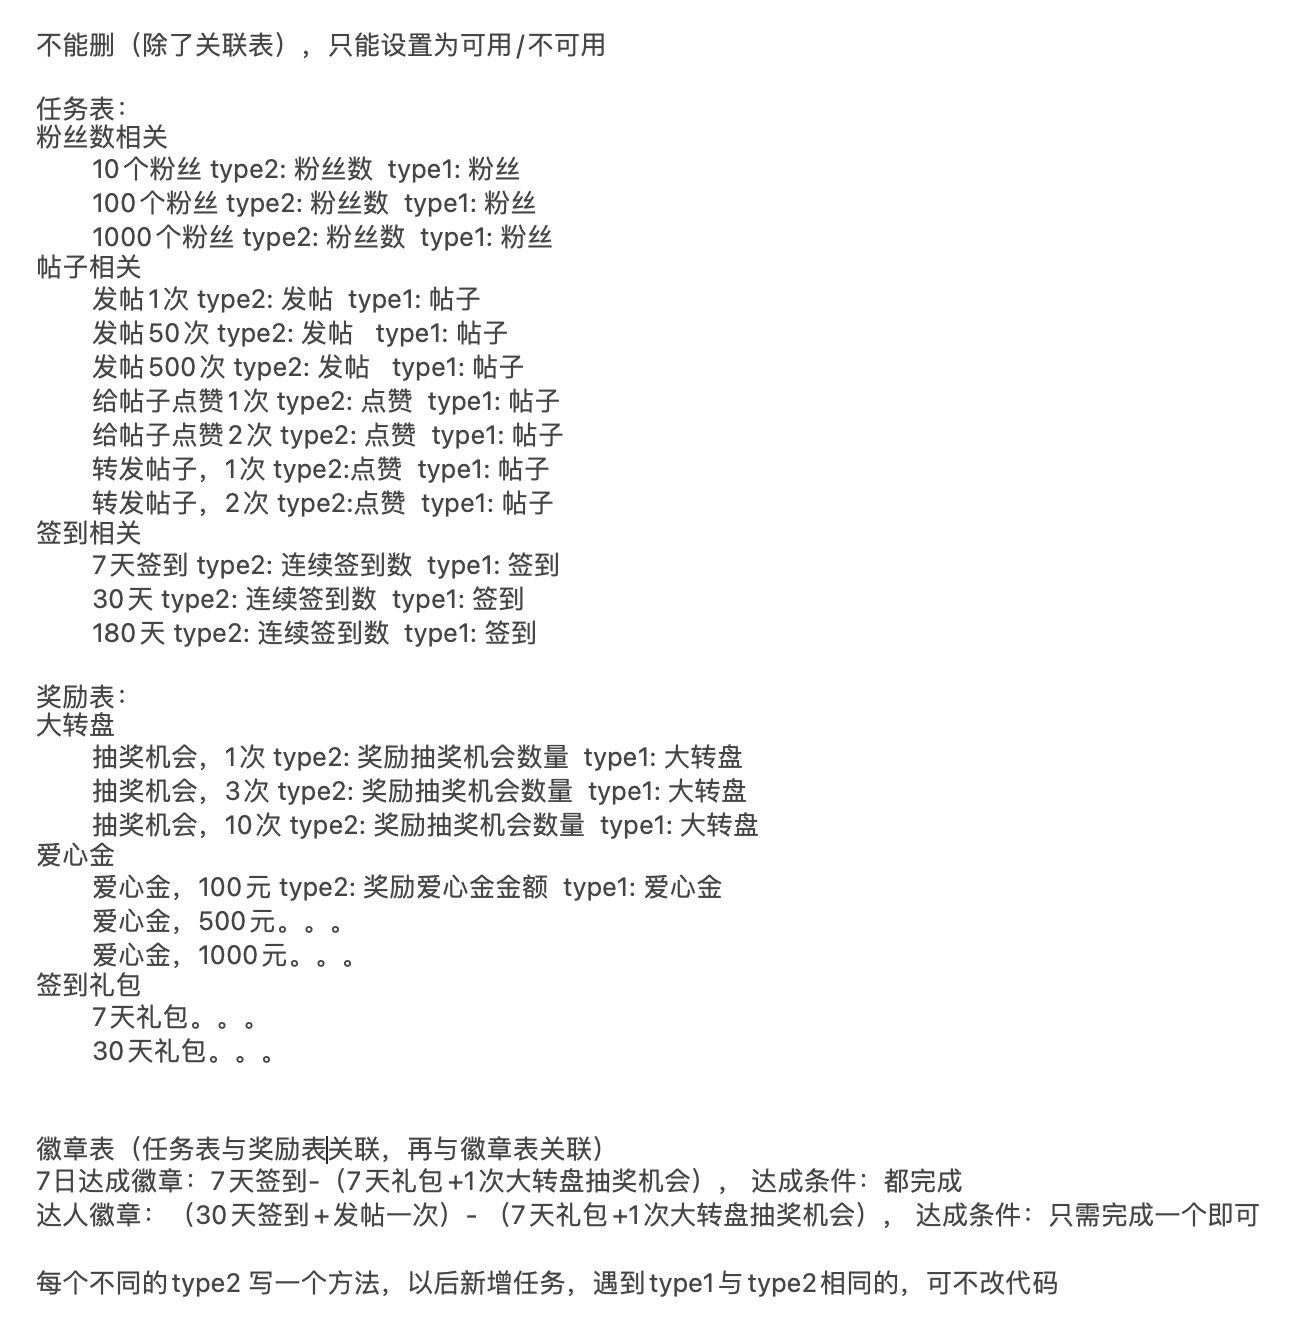 不能删（除了关联表），只能设置为可用/不可用
任务表：
粉丝数相关
10个粉丝 type2: 粉丝数  type1: 粉丝
100个粉丝 type2: 粉丝数  type1: 粉丝
1000个粉丝 type2: 粉丝数  type1: 粉丝
帖子相关
发帖1次 type2: 发帖  type1: 帖子
发帖50次 type2: 发帖   type1: 帖子
发帖500次 type2: 发帖   type1: 帖子
给帖子点赞1次 type2: 点赞  type1: 帖子
给帖子点赞2次 type2: 点赞  type1: 帖子
转发帖子，1次 type2:点赞  type1: 帖子
转发帖子，2次 type2:点赞  type1: 帖子
签到相关
7天签到 type2: 连续签到数  type1: 签到
30天 type2: 连续签到数  type1: 签到
180天 type2: 连续签到数  type1: 签到
奖励表：
大转盘
抽奖机会，1次 type2: 奖励抽奖机会数量  type1: 大转盘
抽奖机会，3次 type2: 奖励抽奖机会数量  type1: 大转盘
抽奖机会，10次 type2: 奖励抽奖机会数量  type1: 大转盘
爱心金
爱心金，100元 type2: 奖励爱心金金额  type1: 爱心金
爱心金，500元。。。
爱心金，1000元。。。
签到礼包
7天礼包。。。
30天礼包。。。
徽章表（任务表与奖励表关联，再与徽章表关联）
7日达成徽章：7天签到-（7天礼包+1次大转盘抽奖机会）， 达成条件：都完成
达人徽章：（30天签到+发帖一次）- （7天礼包+1次大转盘抽奖机会）， 达成条件：只需完成一个即可
每个不同的type2 写一个方法，以后新增任务，遇到type1与type2相同的，可不改代码